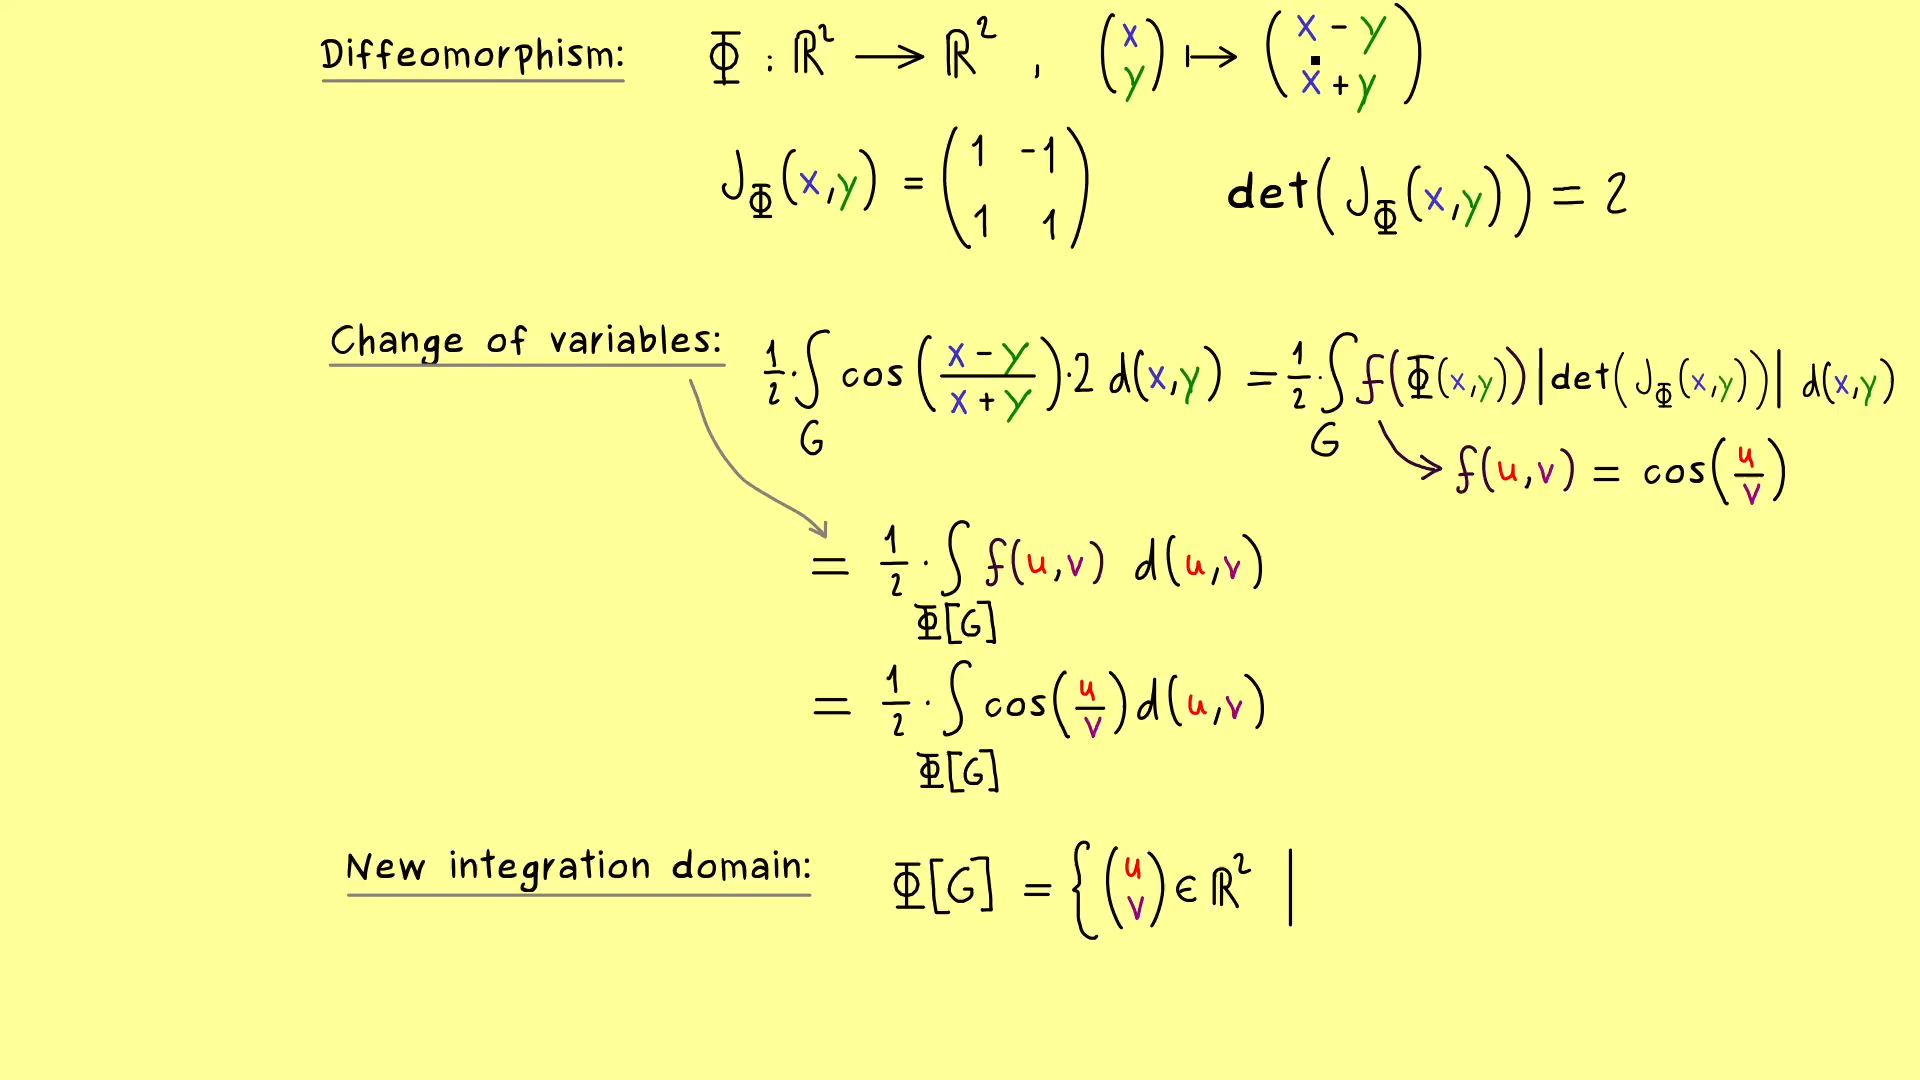 Diffeomorphism: Φ : ℝ² ⟶ ℝ² , (x y) ↦ (x - y x + y)
J_Φ(x,y) = (1 -1 1 1) det(J_Φ(x,y)) = 2
Change of variables: 1/2 · ∫_G cos((x - y)/(x + y)) · 2 d(x,y) = 1/2 · ∫_G f(Φ(x,y)) |det(J_Φ(x,y))| d(x,y)
f(u,v) = cos(u/v)
= 1/2 · ∫_Φ[G] f(u,v) d(u,v)
= 1/2 · ∫_Φ[G] cos(u/v) d(u,v)
New integration domain: Φ[G] = {(u v) ∈ ℝ² |